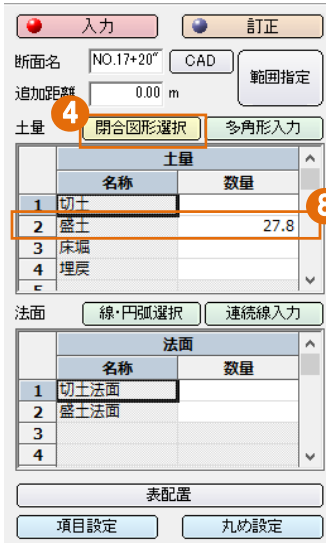 入力 訂正
断面名 NO.17+20" CAD 範囲指定
追加距離 0.00 m
4
土量 閉合図形選択 多角形入力
土量
名称 数量
1 切土
2 盛土 27.8
8
3 床堀
4 埋戻
法面 線・円弧選択 連続線入力
法面
名称 数量
1 切土法面
2 盛土法面
3
4
表配置
項目設定 丸め設定